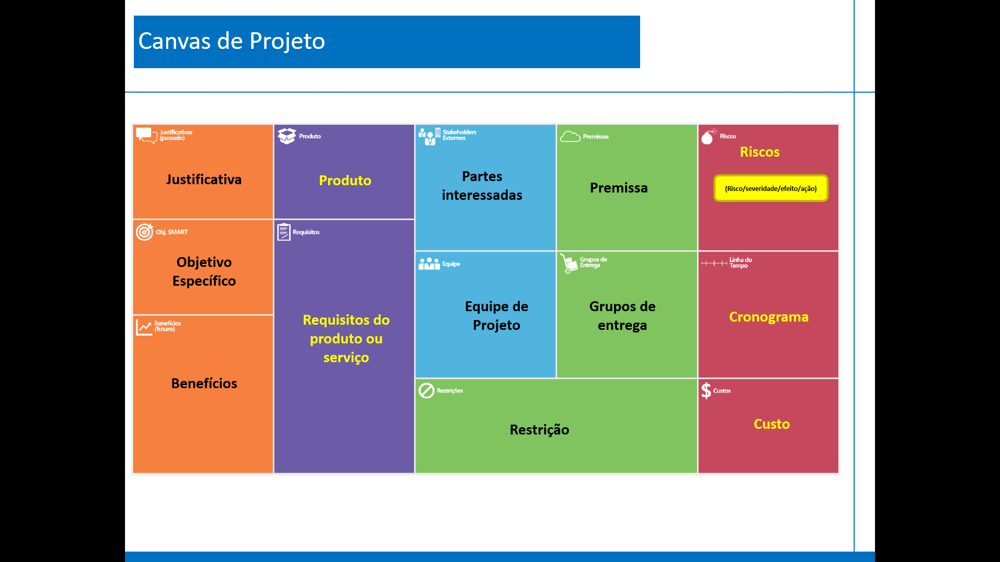 Canvas de Projeto
Justificativas
(passado)
Justificativa
Produto
Produto
Stakeholders
Externos
Partes
interessadas
Premissas
Premissa
Riscos
Riscos
(Risco/severidade/efeito/ação)
Obj. SMART
Objetivo
Específico
Requisitos
Requisitos do
produto ou
serviço
Equipe
Equipe de
Projeto
Grupos de
Entrega
Grupos de
entrega
Linha do
Tempo
Cronograma
Benefícios
(futuro)
Benefícios
Restrições
Restrição
$ Custos
Custo